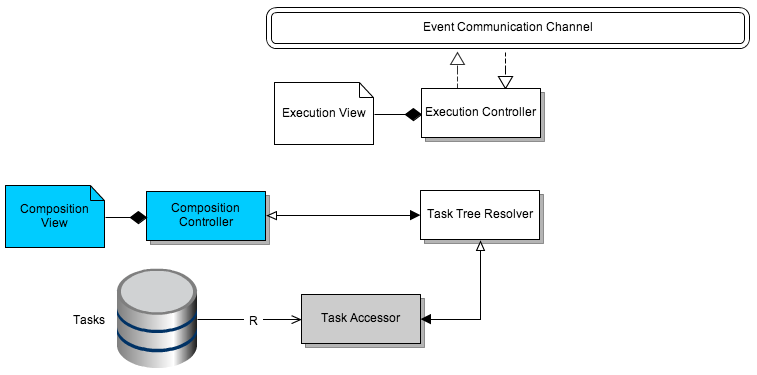 Event Communication Channel
Execution View
Execution Controller
Composition
View
Composition
Controller
Task Tree Resolver
Tasks
R
Task Accessor